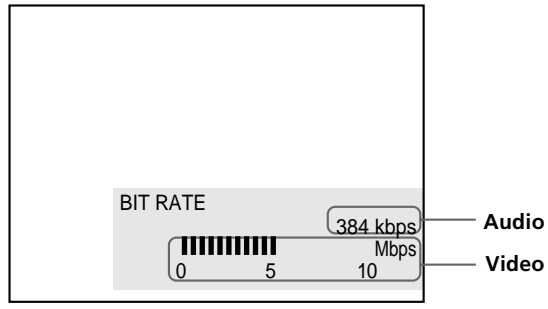 BIT RATE
384 kbps
Audio
Mbps
Video
0 5 10